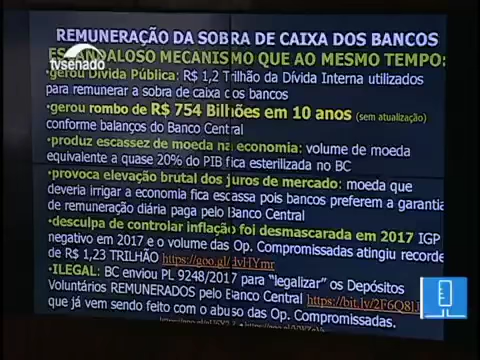 REMUNERAÇÃO DA SOBRA DE CAIXA DOS BANCOS
ESCANDALOSO MECANISMO QUE AO MESMO TEMPO:
tvsenado
•gerou Dívida Pública: R$ 1,2 Trilhão da Dívida Interna utilizados
para remunerar a sobra de caixa dos bancos
•gerou rombo de R$ 754 Bilhões em 10 anos (sem atualização)
conforme balanços do Banco Central
•produz escassez de moeda na economia: volume de moeda
equivalente a quase 20% do PIB fica esterilizada no BC
•provoca elevação brutal dos juros de mercado: moeda que
deveria irrigar a economia fica escassa pois bancos preferem a garantia
de remuneração diária paga pelo Banco Central
•desculpa de controlar inflação foi desmascarada em 2017 IGP
negativo em 2017 e o volume das Op. Compromissadas atingiu recorde
de R$ 1,23 TRILHÃO https://goo.gl/dvHYmr
•ILEGAL: BC enviou PL 9248/2017 para "legalizar" os Depósitos
Voluntários REMUNERADOS pelo Banco Central
que já vem sendo feito com o abuso das Op. Compromissadas.